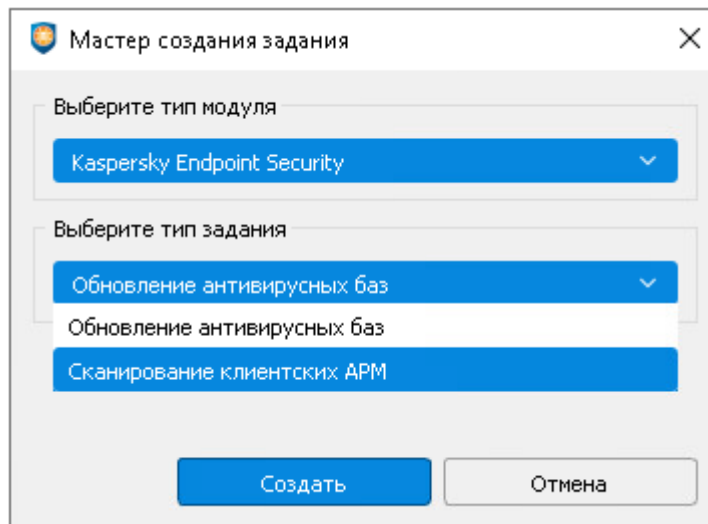 Мастер создания задания
Выберите тип модуля
Kaspersky Endpoint Security
Выберите тип задания
Обновление антивирусных баз
Обновление антивирусных баз
Сканирование клиентских АРМ
Создать
Отмена